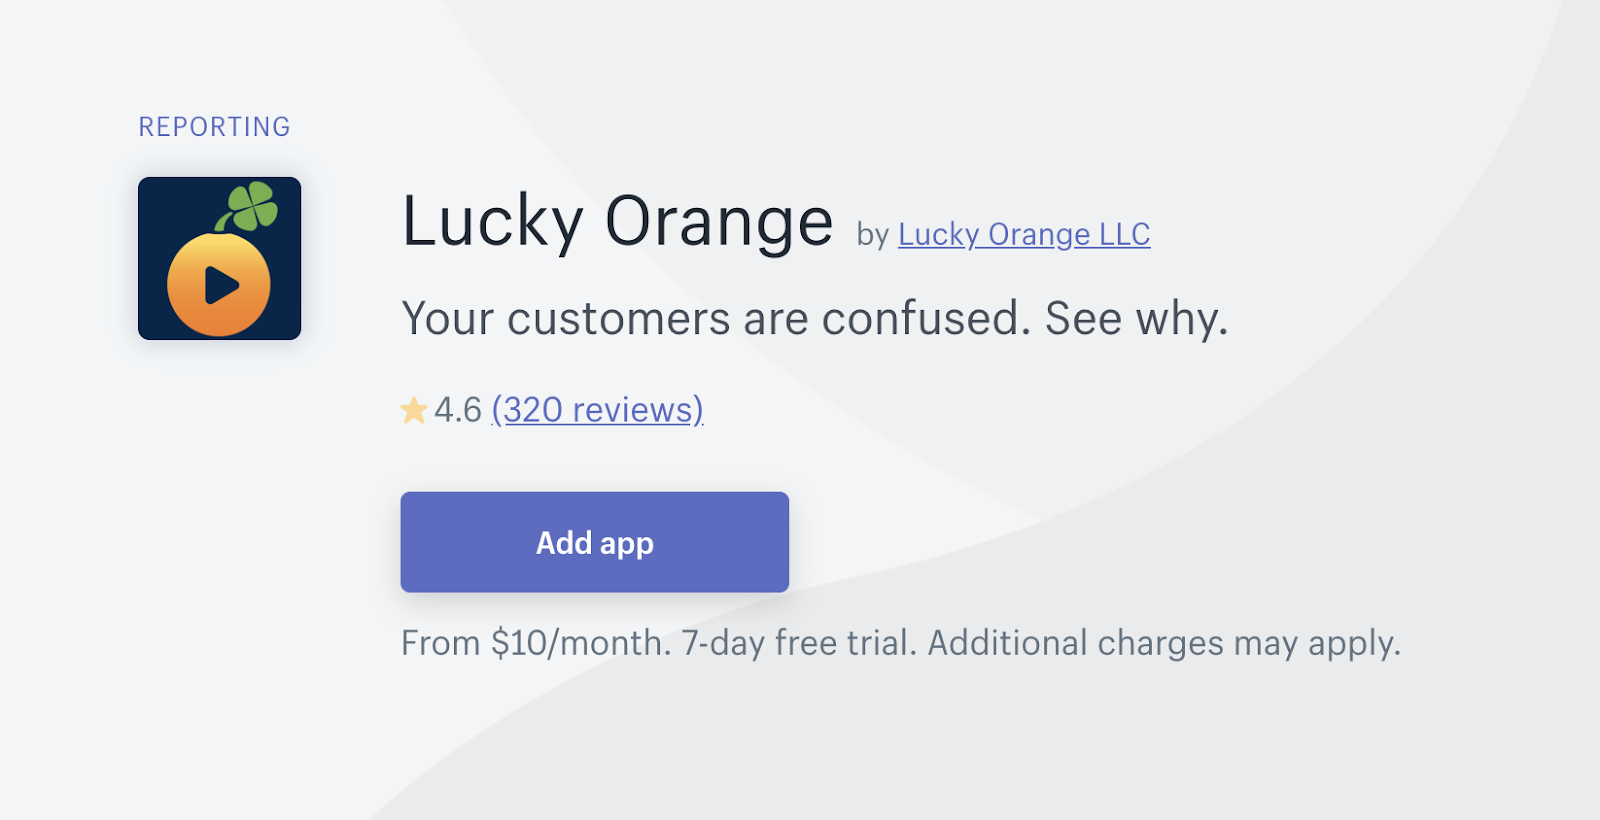 REPORTING
Lucky Orange by Lucky Orange LLC
Your customers are confused. See why.
4.6 (320 reviews)
Add app
From $10/month. 7-day free trial. Additional charges may apply.